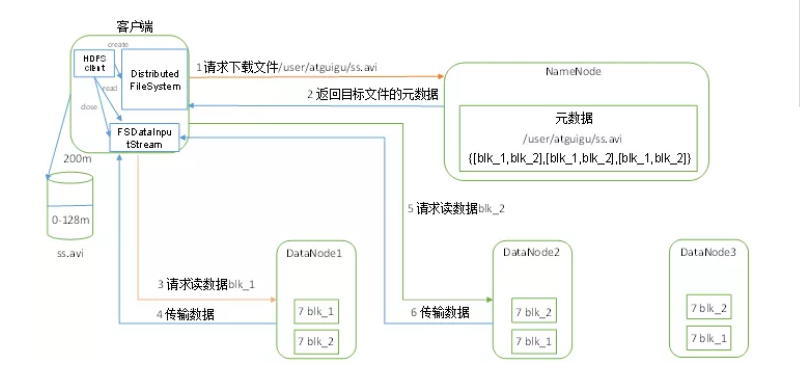 客户端
HDFS
client
create
read
close
Distributed
FileSystem
FSDataInpu
tStream
1 请求下载文件/user/atguigu/ss.avi
2 返回目标文件的元数据
NameNode
元数据
/user/atguigu/ss.avi
{[blk_1,blk_2],[blk_1,blk_2],[blk_1,blk_2]}
200m
0-128m
ss.avi
5 请求读数据blk_2
3 请求读数据blk_1
4 传输数据
6 传输数据
DataNode1
7 blk_1
7 blk_2
DataNode2
7 blk_2
7 blk_1
DataNode3
7 blk_2
7 blk_1